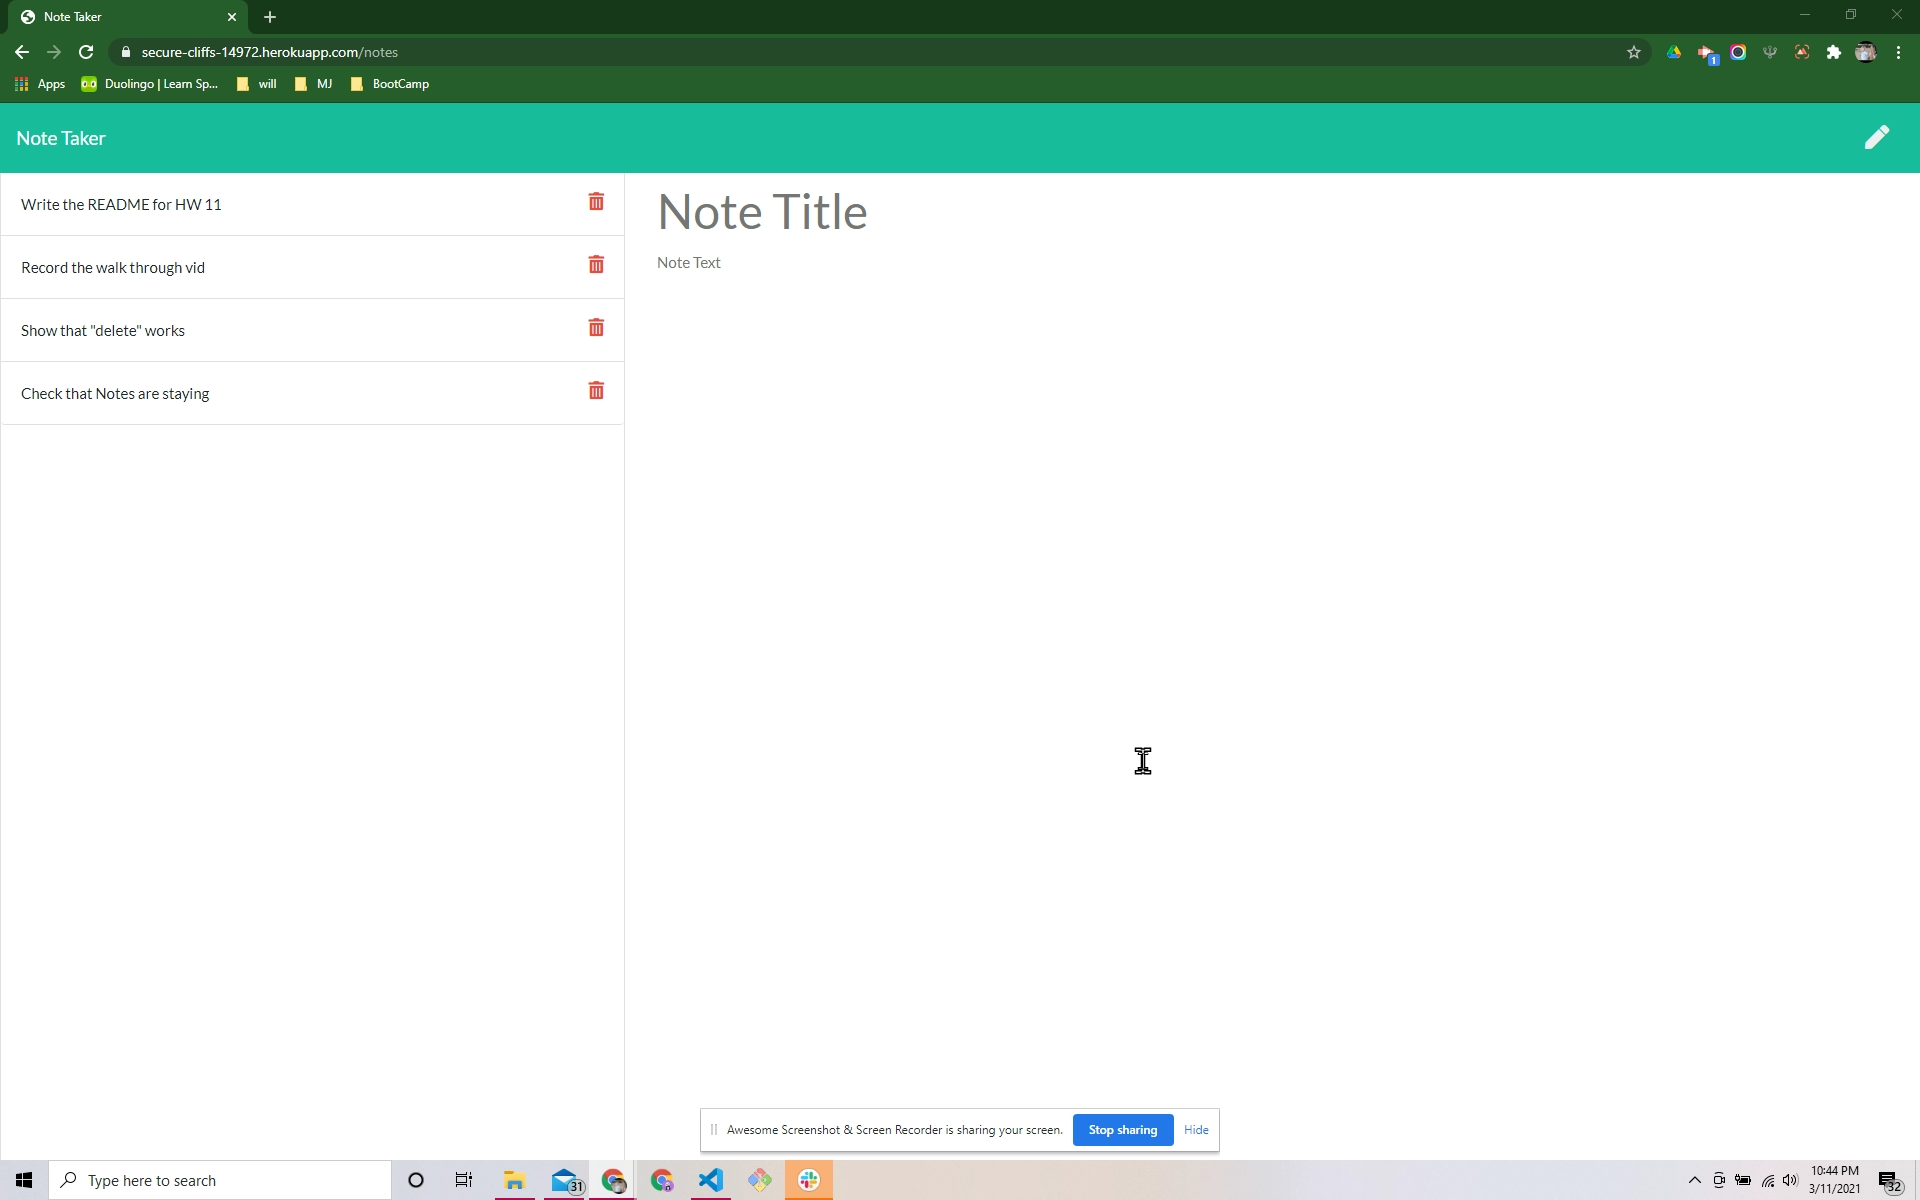 Note Taker
secure-cliffs-14972.herokuapp.com/notes
1
Apps
Duolingo | Learn Sp...
will
MJ
BootCamp
Note Taker
Write the README for HW 11
Record the walk through vid
Show that "delete" works
Check that Notes are staying
Note Title
Note Text
Awesome Screenshot & Screen Recorder is sharing your screen.
Stop sharing
Hide
Type here to search
31
10:44 PM
3/11/2021
32